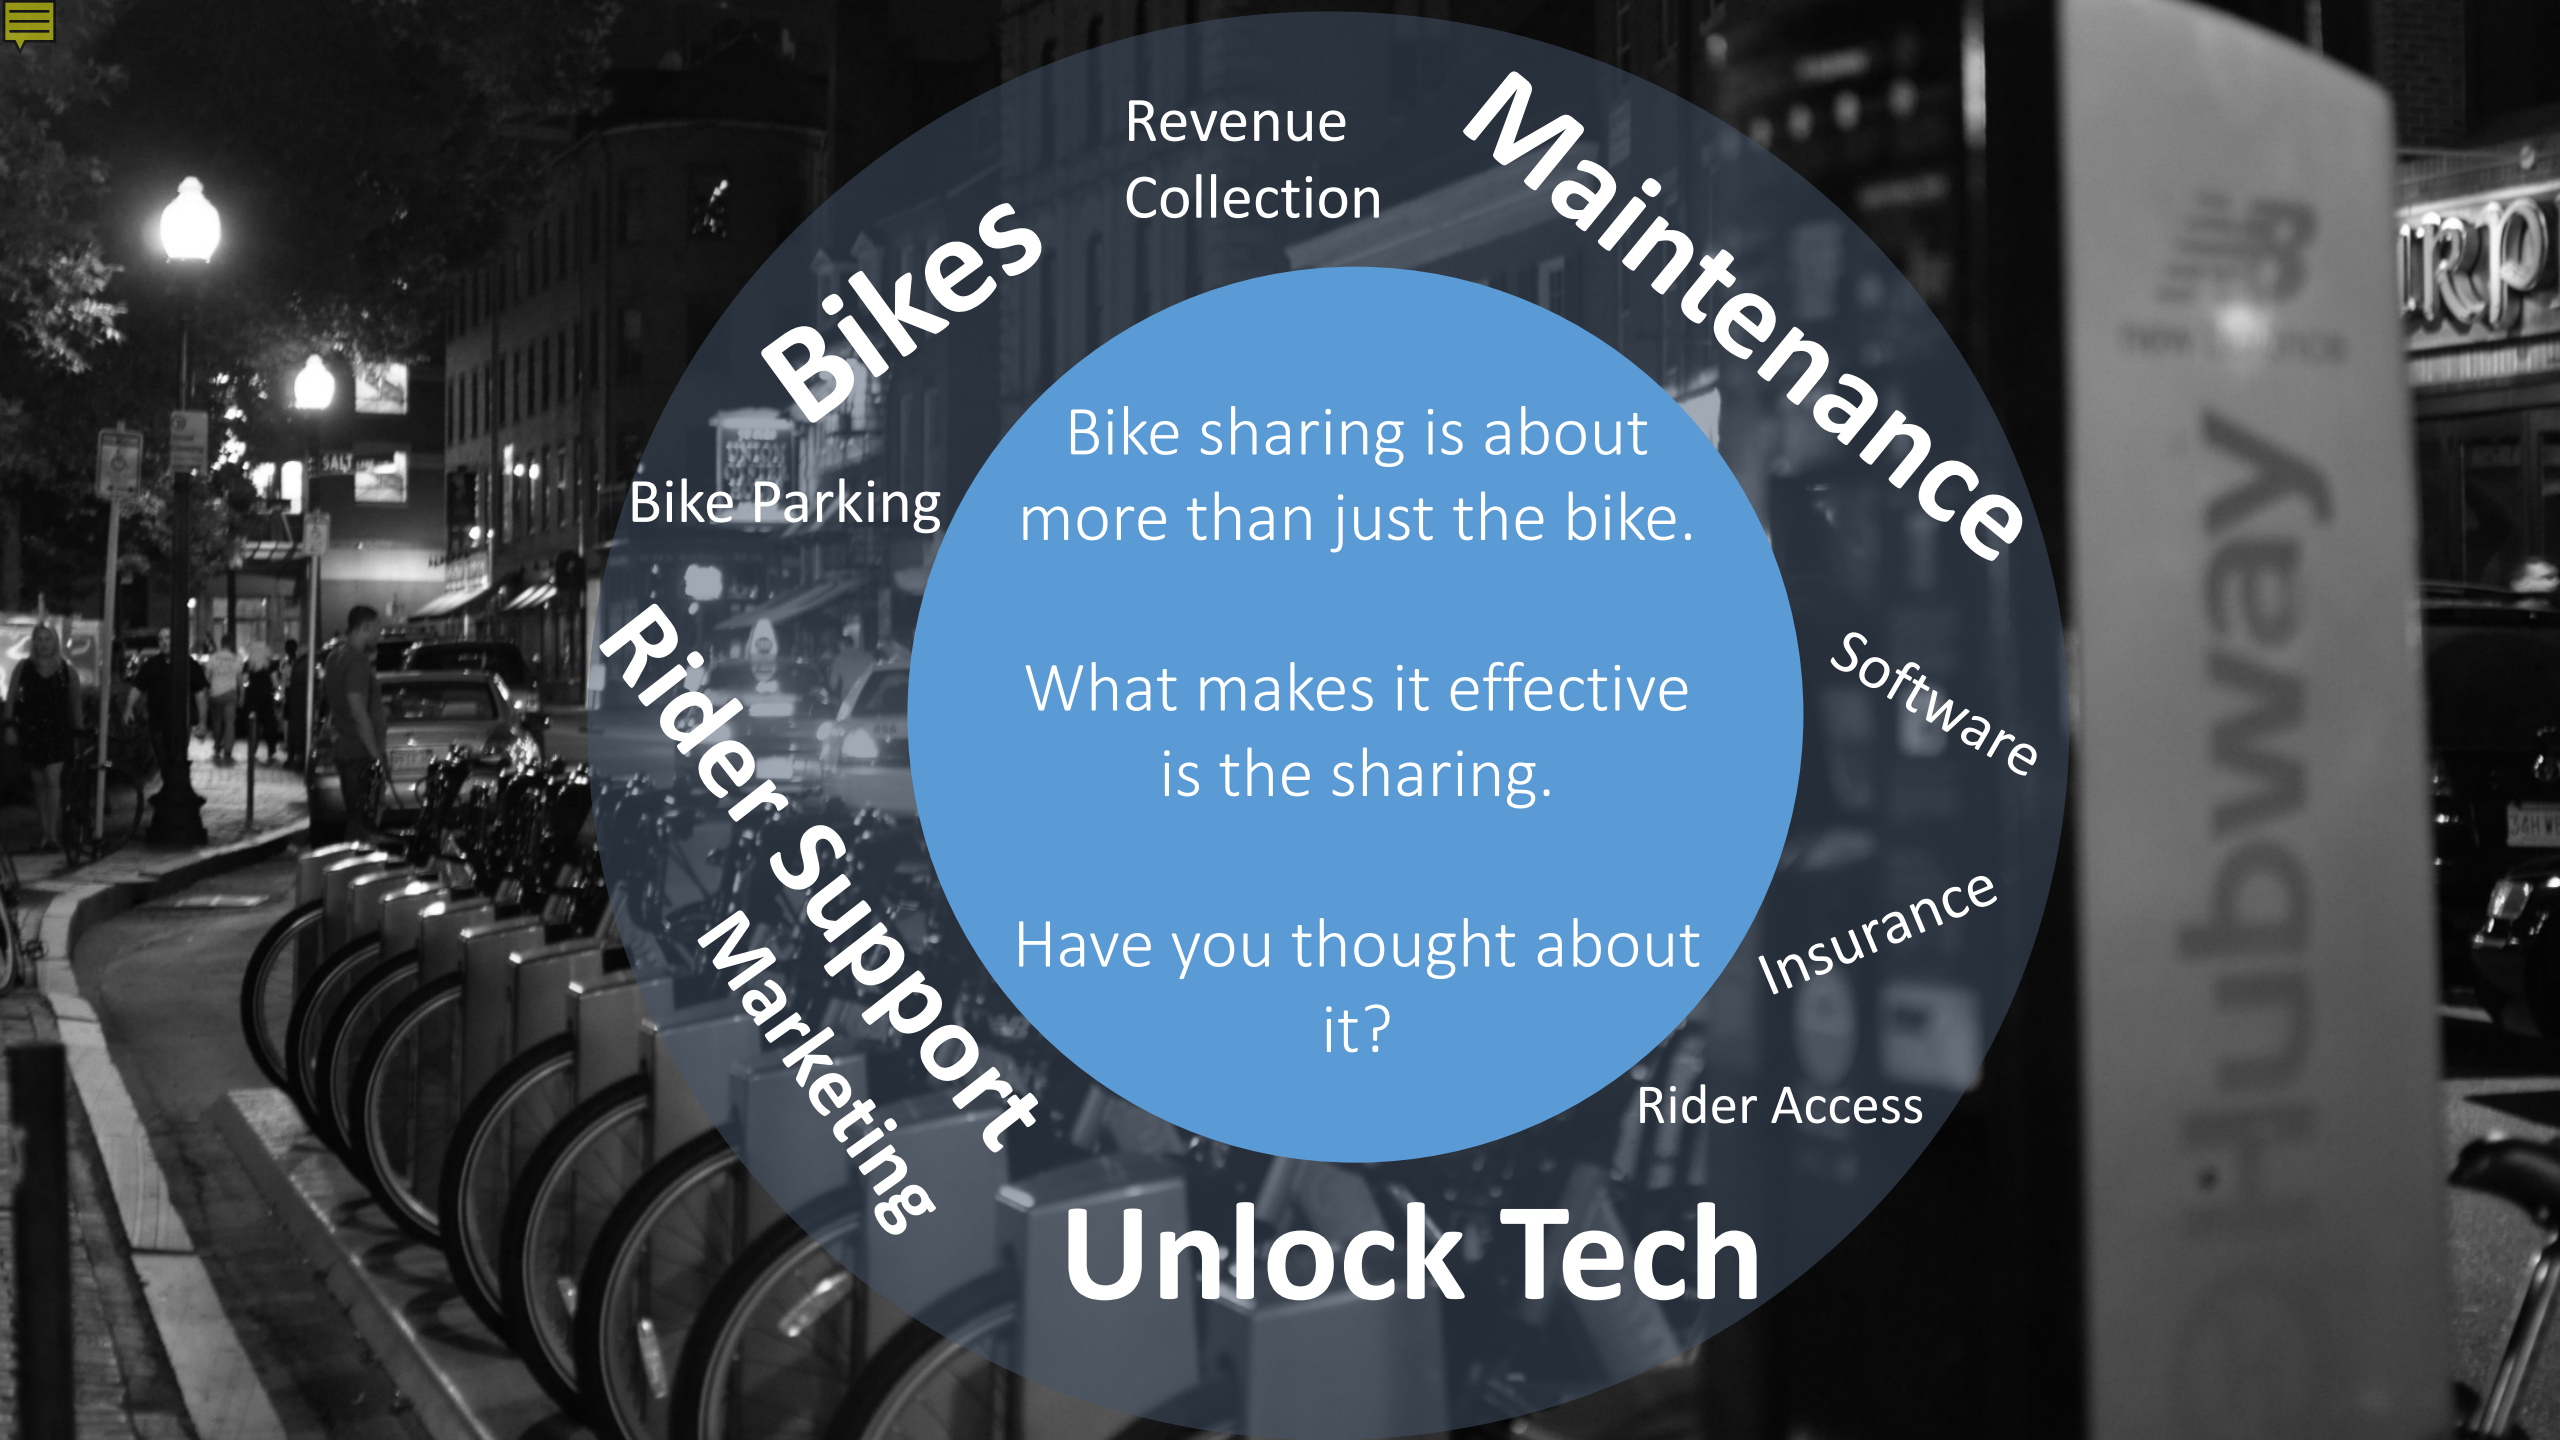 Revenue
Collection
Maintenance
Bikes
Bike Parking
Bike sharing is about
more than just the bike.
What makes it effective
is the sharing.
Have you thought about
it?
Software
Rider Support
Insurance
Marketing
Rider Access
Unlock Tech
Hubway
SALT